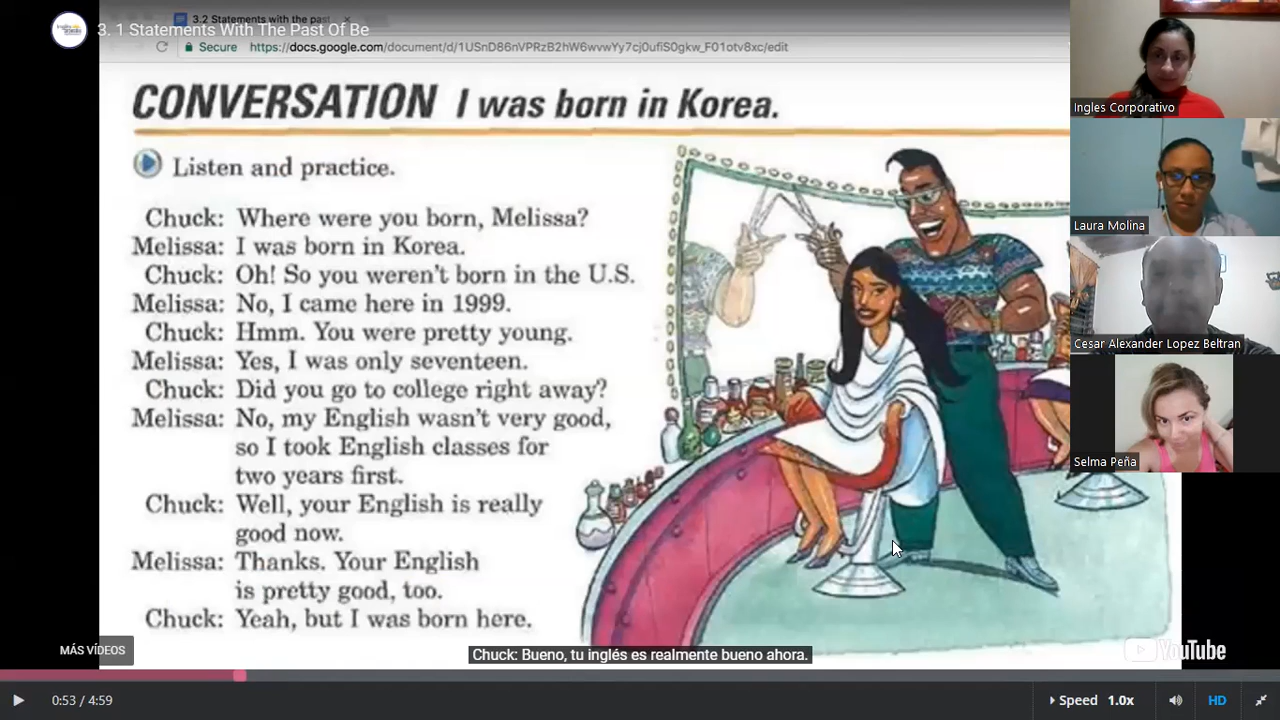 3.2 Statements with the past
3. 1 Statements With The Past Of Be
Secure https://docs.google.com/document/d/1USnD86nVPRzB2hW6wvwYy7cj0ufiS0gkw_F01otv8xc/edit
CONVERSATION I was born in Korea.
Listen and practice.
Chuck: Where were you born, Melissa?
Melissa: I was born in Korea.
Chuck: Oh! So you weren't born in the U.S.
Melissa: No, I came here in 1999.
Chuck: Hmm. You were pretty young.
Melissa: Yes, I was only seventeen.
Chuck: Did you go to college right away?
Melissa: No, my English wasn't very good,
so I took English classes for
two years first.
Chuck: Well, your English is really
good now.
Melissa: Thanks. Your English
is pretty good, too.
Chuck: Yeah, but I was born here.
Ingles Corporativo
Laura Molina
Cesar Alexander Lopez Beltran
Selma Peña
MÁS VÍDEOS
Chuck: Bueno, tu inglés es realmente bueno ahora.
YouTube
0:53 / 4:59
Speed 1.0x
HD